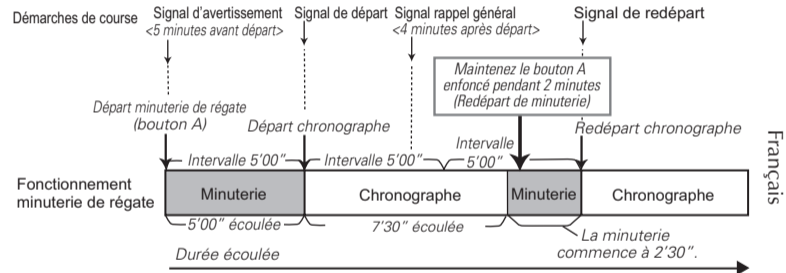 Démarches de course
Signal d'avertissement
<5 minutes avant départ>
Signal de départ
Signal rappel général
<4 minutes après départ>
Signal de redépart
Maintenez le bouton A
enfoncé pendant 2 minutes
(Redépart de minuterie)
Départ minuterie de régate
(bouton A)
Départ chronographe
Redépart chronographe
Intervalle 5'00"
Intervalle 5'00"
Intervalle
5'00"
Fonctionnement
minuterie de régate
Minuterie
Chronographe
Minuterie
Chronographe
5'00" écoulée
7'30" écoulée
La minuterie
commence à 2'30".
Durée écoulée
Français